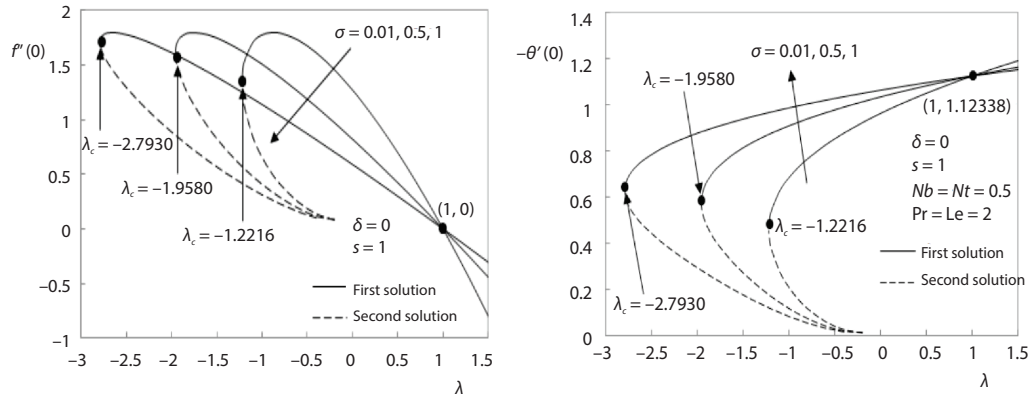 f″(0)
2
1.5
1
0.5
0
−0.5
−1
σ = 0.01, 0.5, 1
λc = −2.7930
λc = −1.9580
λc = −1.2216
(1, 0)
δ = 0
s = 1
First solution
Second solution
−3 −2.5 −2 −1.5 −1 −0.5 0 0.5 1 1.5
λ
−θ′(0)
1.4
1.2
1
0.8
0.6
0.4
0.2
0
σ = 0.01, 0.5, 1
λc = −1.9580
(1, 1.12338)
δ = 0
s = 1
Nb = Nt = 0.5
Pr = Le = 2
λc = −1.2216
First solution
Second solution
λc = −2.7930
−3 −2.5 −2 −1.5 −1 −0.5 0 0.5 1 1.5
λ